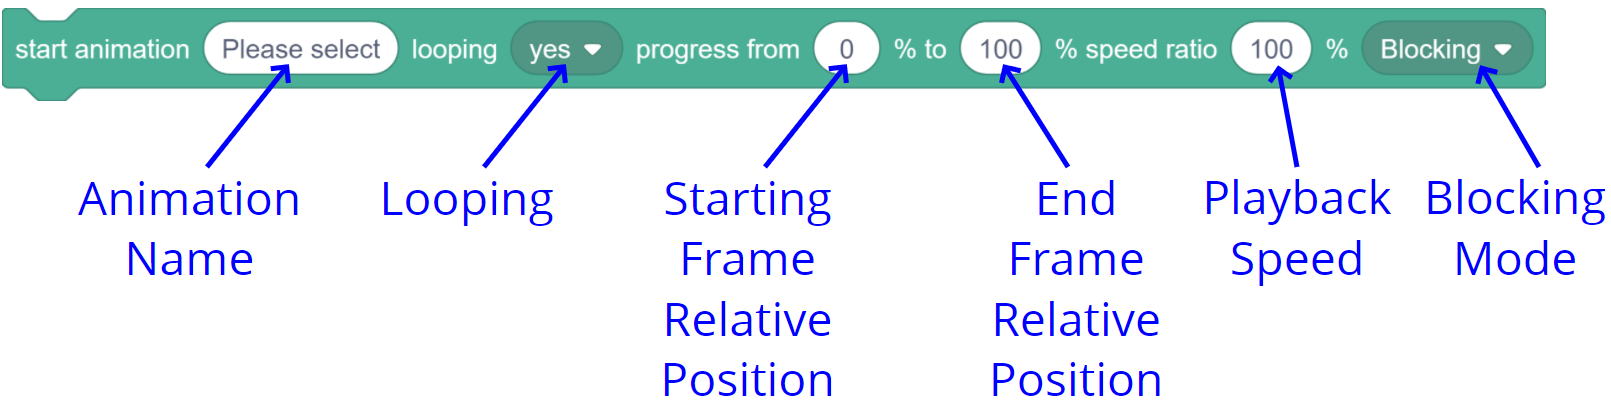 start animation Please select looping yes progress from 0 % to 100 % speed ratio 100 % Blocking
Animation
Name
Looping
Starting
Frame
Relative
Position
End
Frame
Relative
Position
Playback
Speed
Blocking
Mode